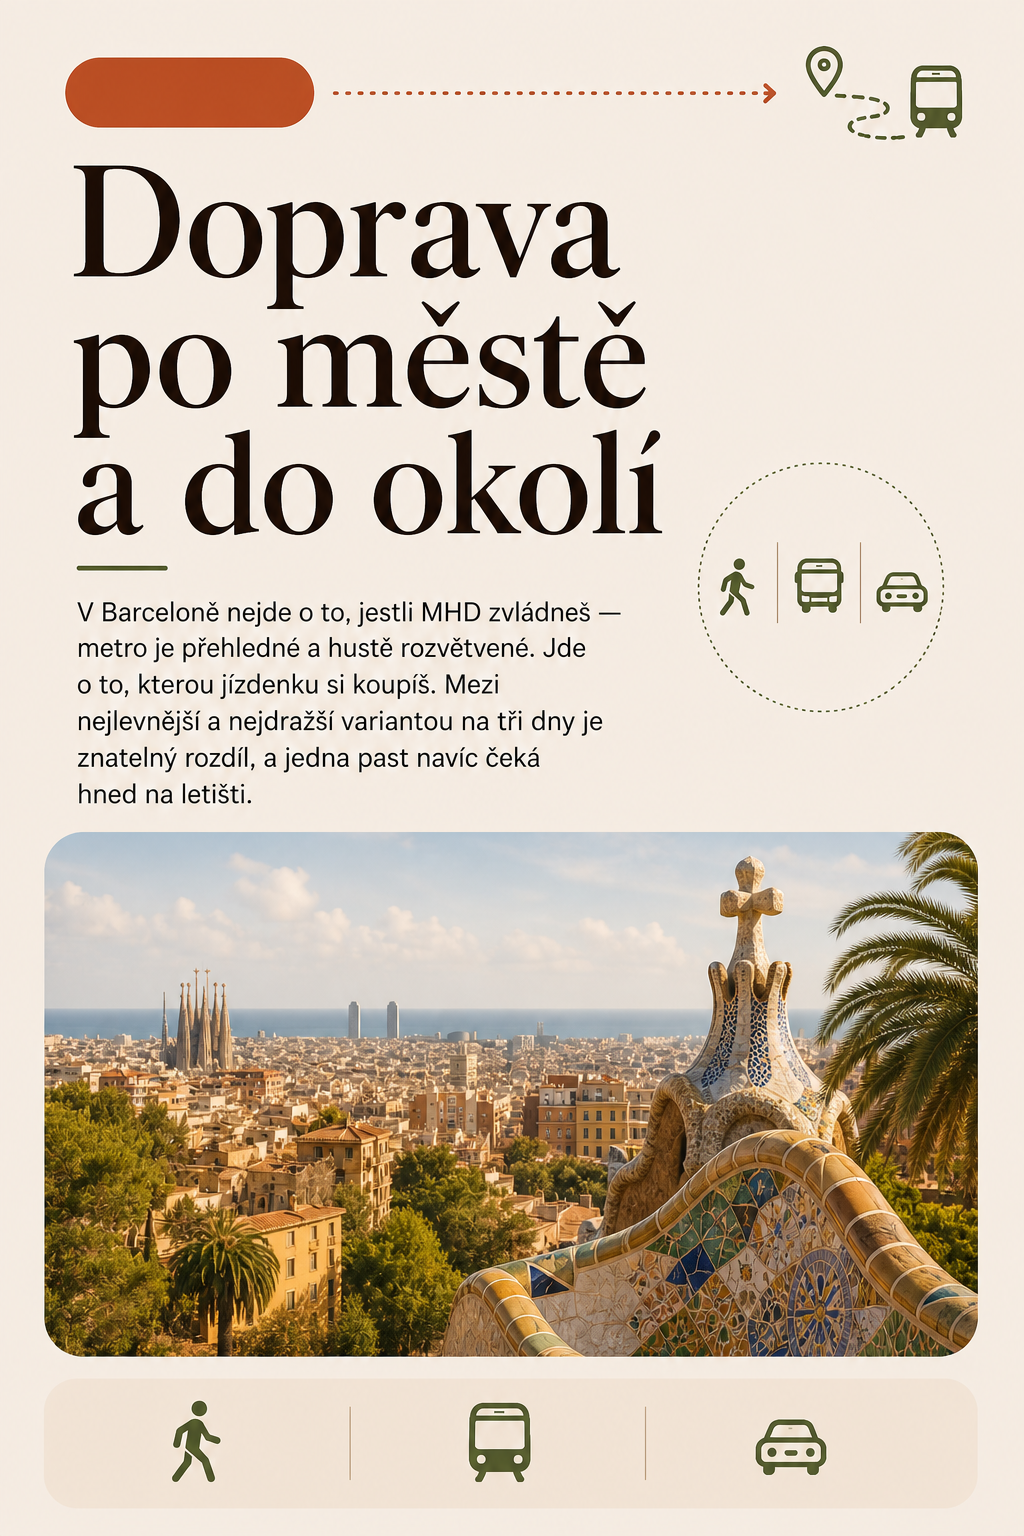 Doprava
po městě
a do okolí
V Barceloně nejde o to, jestli MHD zvládneš —
metro je přehledné a hustě rozvětvené. Jde
o to, kterou jízdenku si koupíš. Mezi
nejlevnější a nejdražší variantou na tři dny je
znatelný rozdíl, a jedna past navíc čeká
hned na letišti.